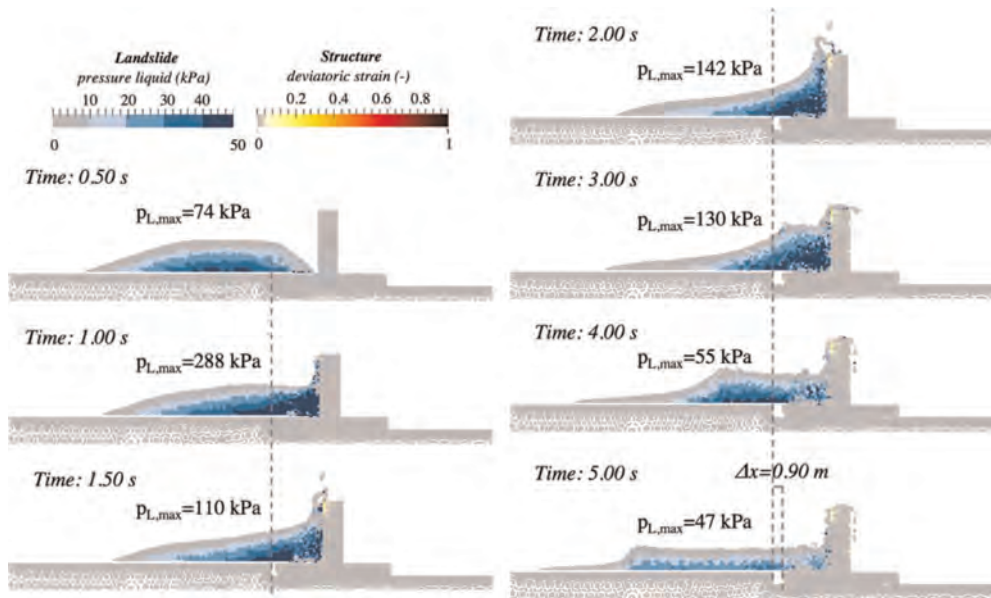 Landslide
pressure liquid (kPa)
10 20 30 40
0 50
Structure
deviatoric strain (-)
0.2 0.4 0.6 0.8
0 1
Time: 0.50 s
pL,max=74 kPa
Time: 1.00 s
pL,max=288 kPa
Time: 1.50 s
pL,max=110 kPa
Time: 2.00 s
pL,max=142 kPa
Time: 3.00 s
pL,max=130 kPa
Time: 4.00 s
pL,max=55 kPa
Time: 5.00 s
Δx=0.90 m
pL,max=47 kPa